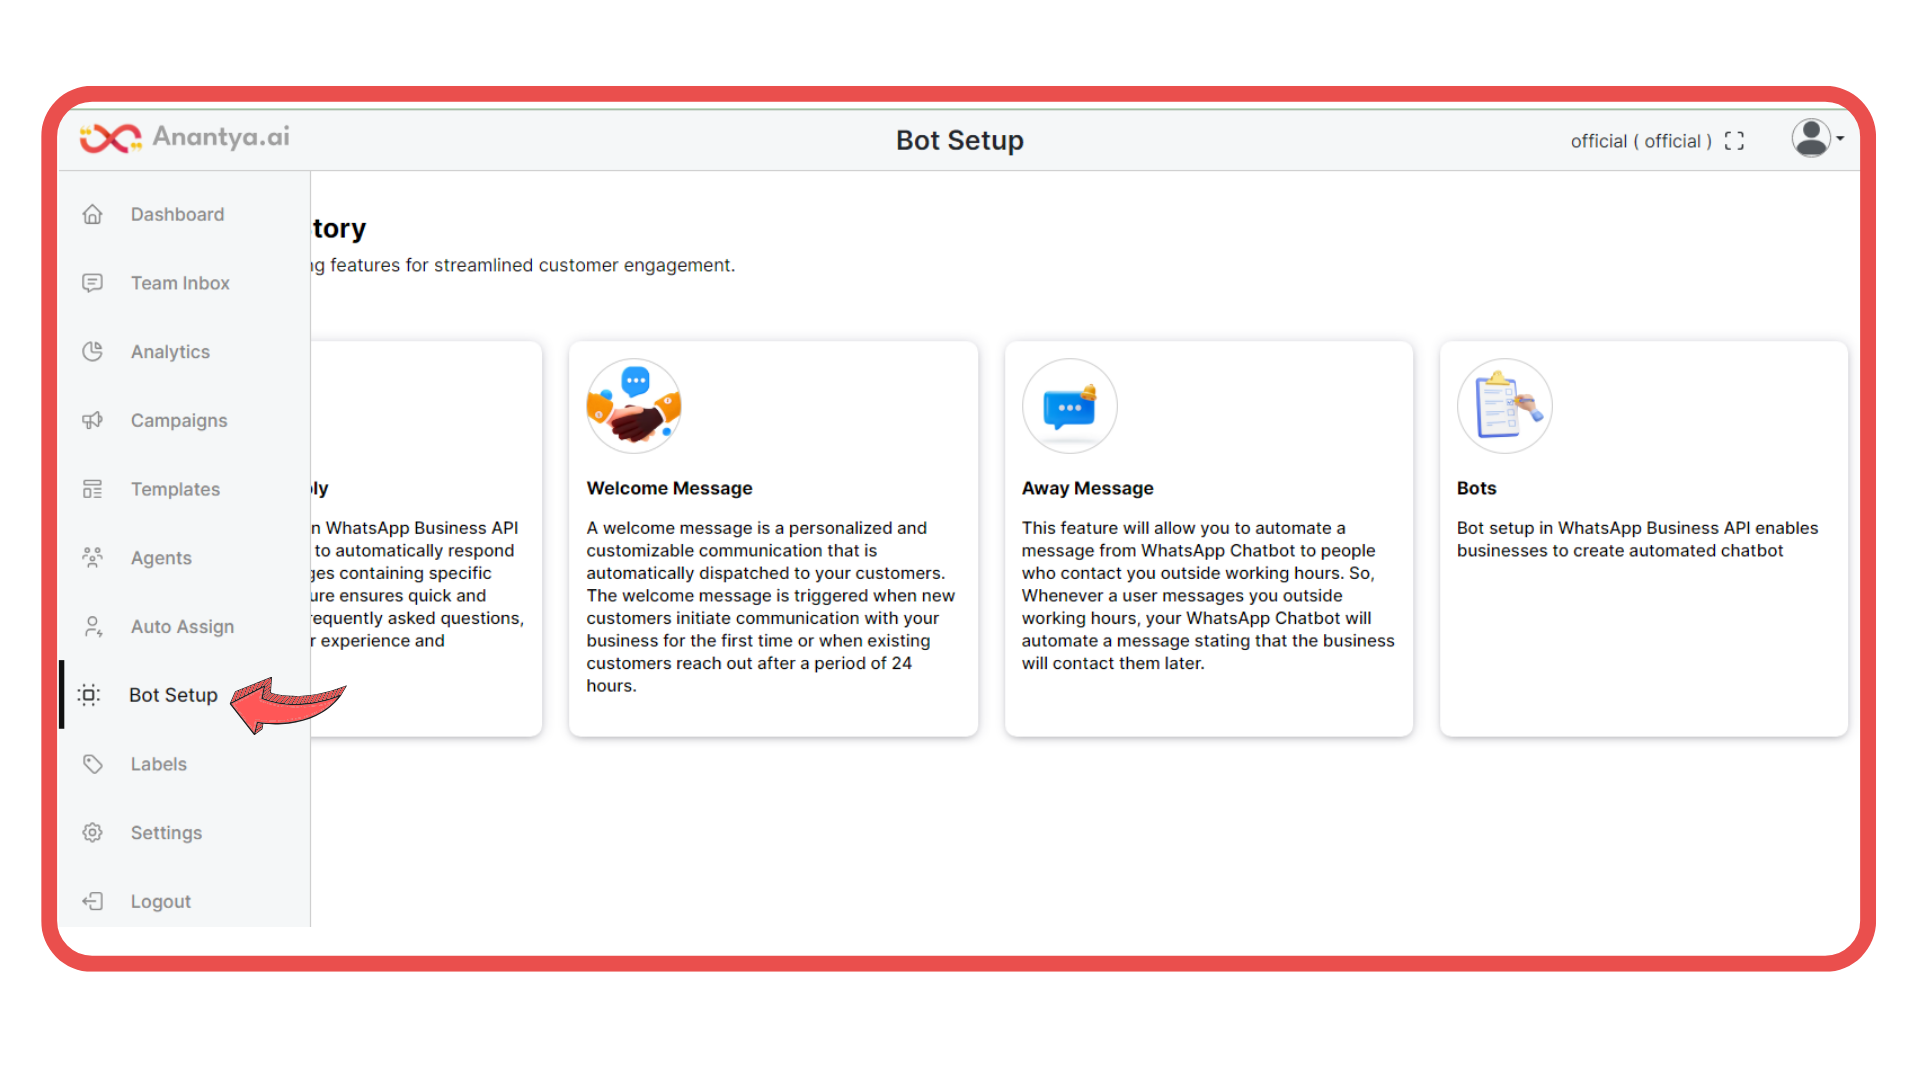 Anantya.ai
Bot Setup
official ( official )
Dashboard
Team Inbox
Analytics
Campaigns
Templates
Agents
Auto Assign
Bot Setup
Labels
Settings
Logout
tory
features for streamlined customer engagement.
ly
n WhatsApp Business API
to automatically respond
ges containing specific
ure ensures quick and
requently asked questions,
r experience and
Welcome Message
A welcome message is a personalized and
customizable communication that is
automatically dispatched to your customers.
The welcome message is triggered when new
customers initiate communication with your
business for the first time or when existing
customers reach out after a period of 24
hours.
Away Message
This feature will allow you to automate a
message from WhatsApp Chatbot to people
who contact you outside working hours. So,
Whenever a user messages you outside
working hours, your WhatsApp Chatbot will
automate a message stating that the business
will contact them later.
Bots
Bot setup in WhatsApp Business API enables
businesses to create automated chatbot